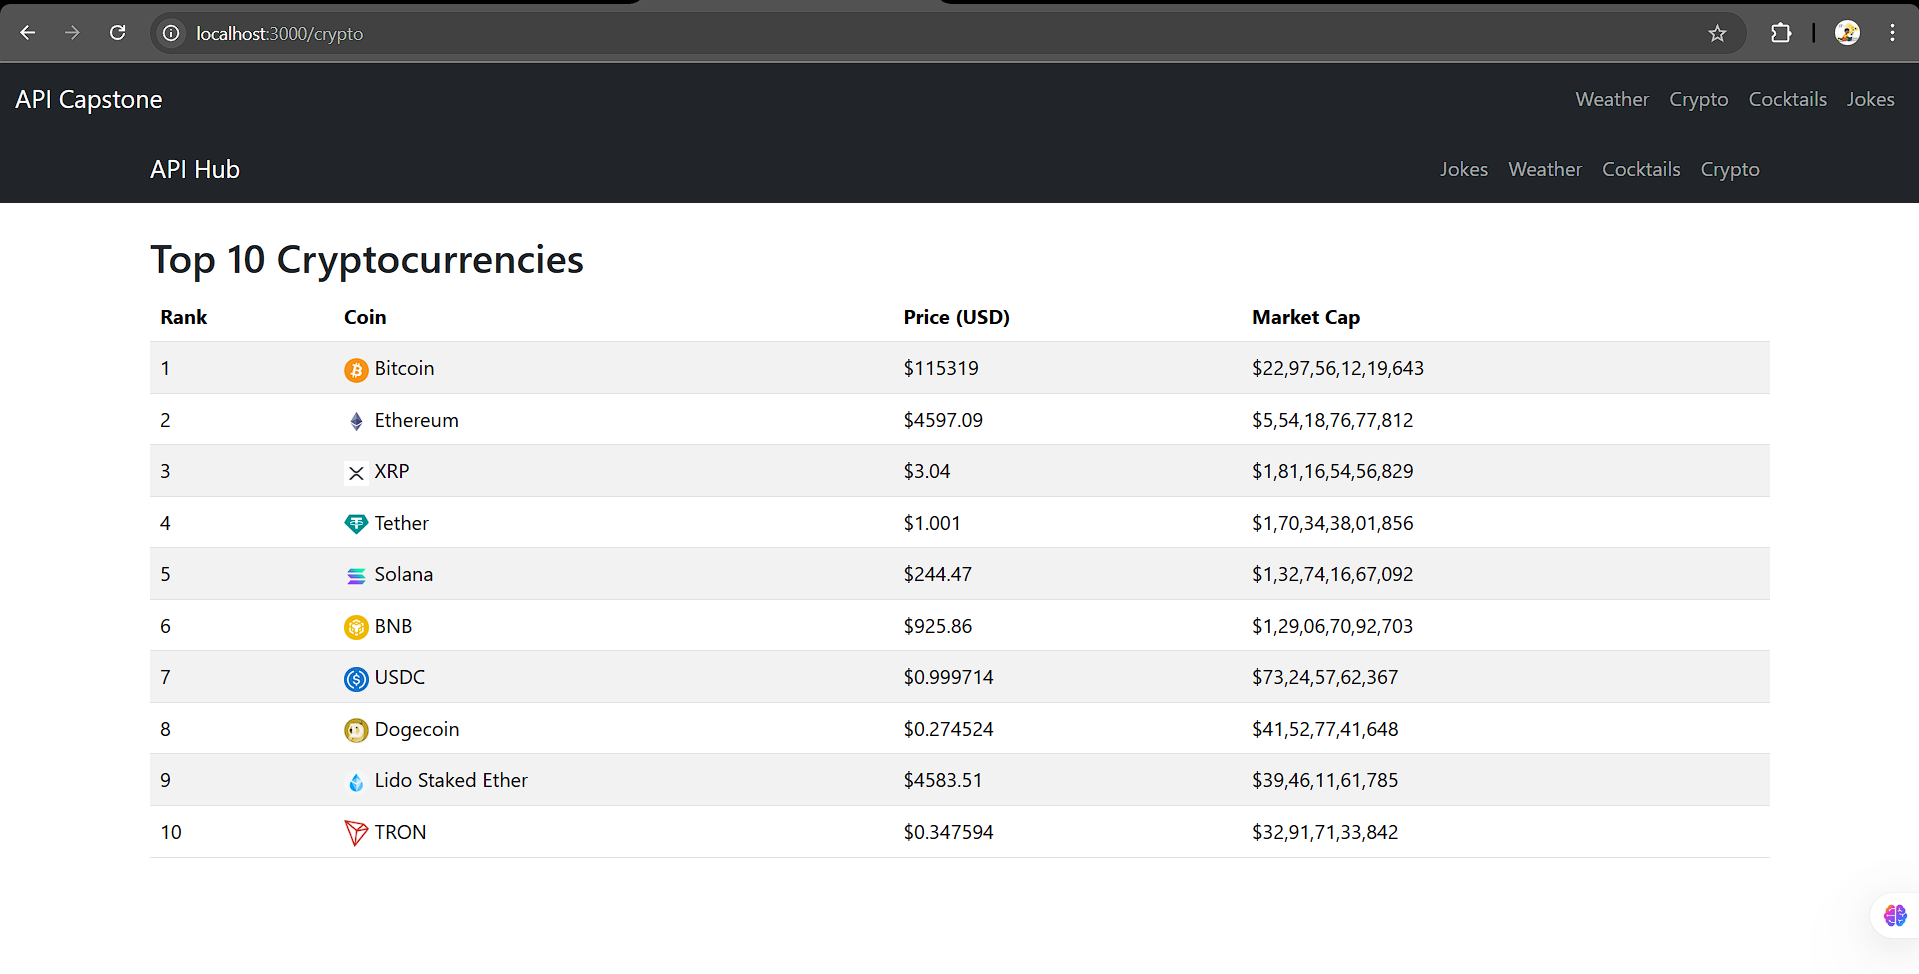 localhost:3000/crypto
API Capstone Weather Crypto Cocktails Jokes
API Hub Jokes Weather Cocktails Crypto
Top 10 Cryptocurrencies
Rank Coin Price (USD) Market Cap
1 Bitcoin $115319 $22,97,56,12,19,643
2 Ethereum $4597.09 $5,54,18,76,77,812
3 XRP $3.04 $1,81,16,54,56,829
4 Tether $1.001 $1,70,34,38,01,856
5 Solana $244.47 $1,32,74,16,67,092
6 BNB $925.86 $1,29,06,70,92,703
7 USDC $0.999714 $73,24,57,62,367
8 Dogecoin $0.274524 $41,52,77,41,648
9 Lido Staked Ether $4583.51 $39,46,11,61,785
10 TRON $0.347594 $32,91,71,33,842